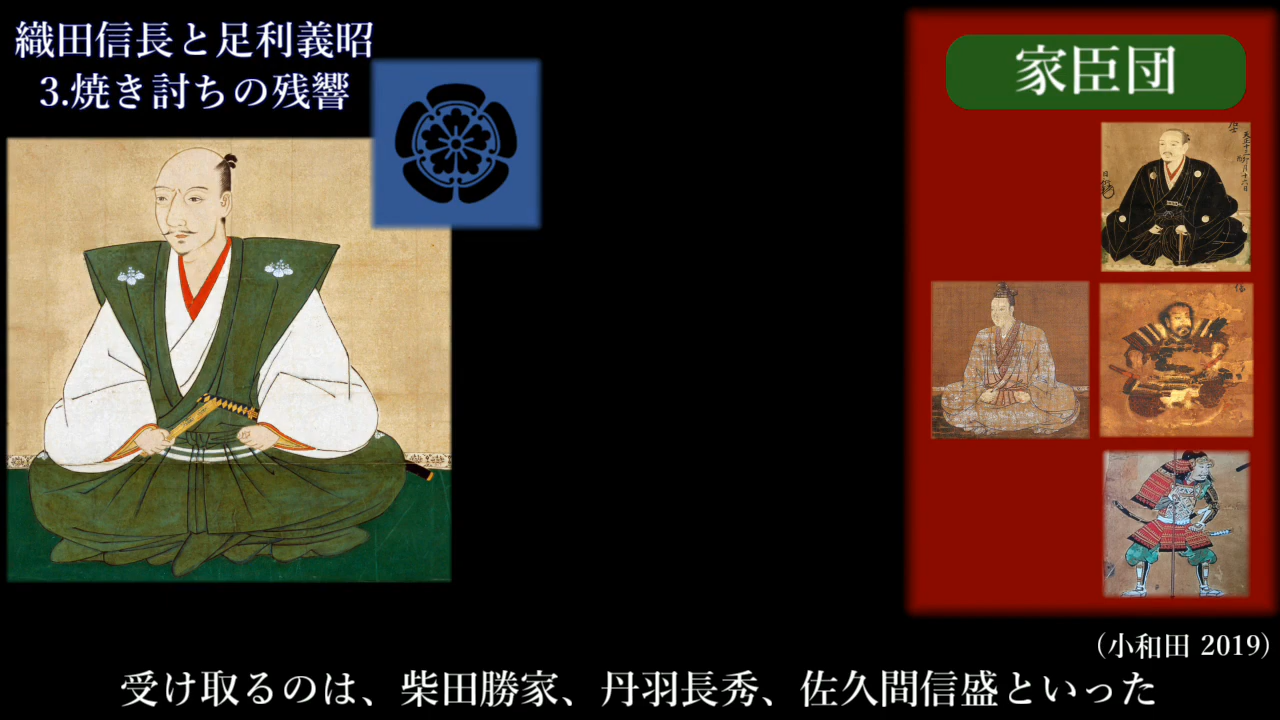 織田信長と足利義昭
3.焼き討ちの残響
家臣団
（小和田 2019）
受け取るのは、柴田勝家、丹羽長秀、佐久間信盛といった